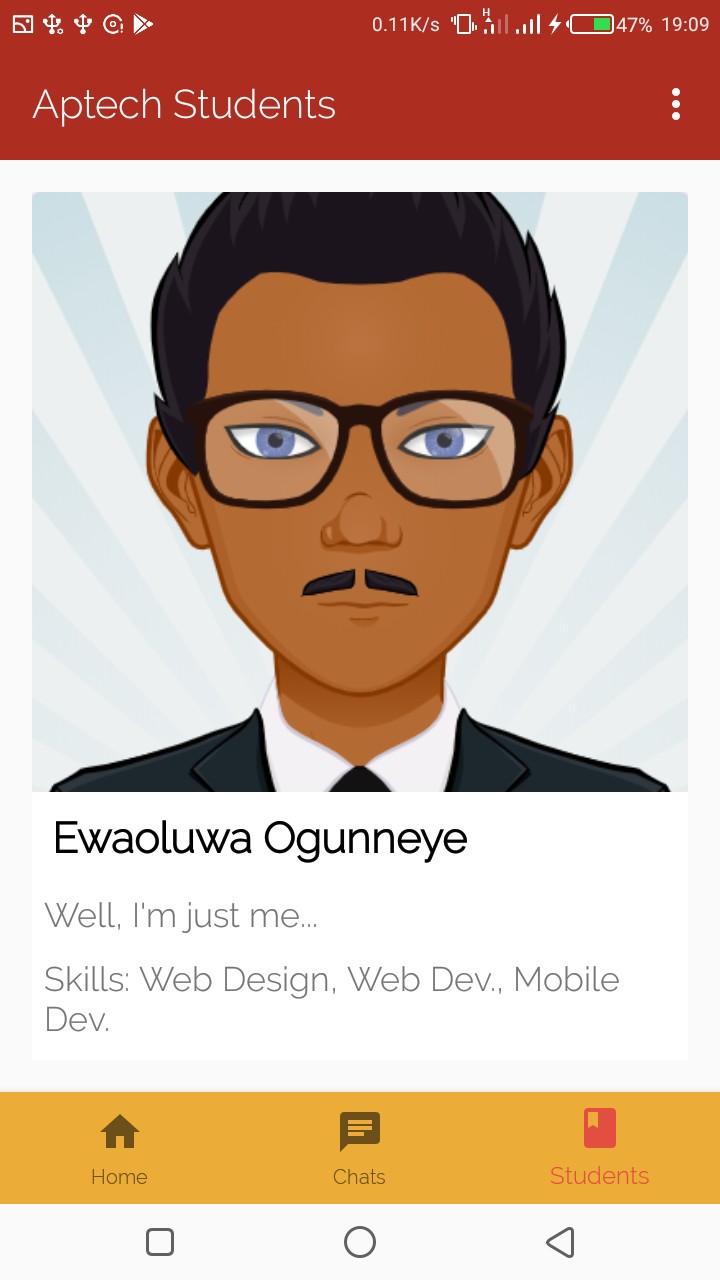 0.11K/s H 47% 19:09
Aptech Students
Ewaoluwa Ogunneye
Well, I'm just me...
Skills: Web Design, Web Dev., Mobile
Dev.
Home Chats Students